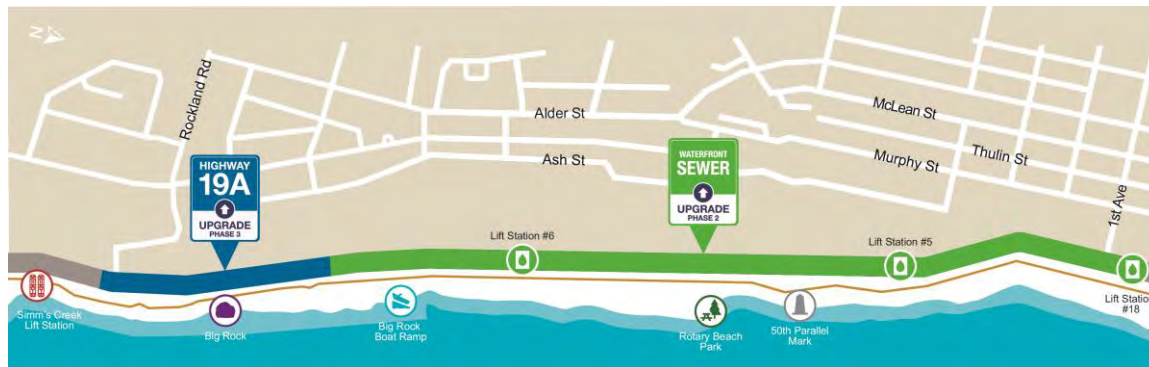 N
Rockland Rd
Alder St
Ash St
McLean St
Thulin St
Murphy St
1st Ave
HIGHWAY
19A
UPGRADE
PHASE 3
WATERFRONT
SEWER
UPGRADE
PHASE 2
Lift Station #6
Lift Station #5
Lift Station
#18
Simm's Creek
Lift Station
Big Rock
Big Rock
Boat Ramp
Rotary Beach
Park
50th Parallel
Mark